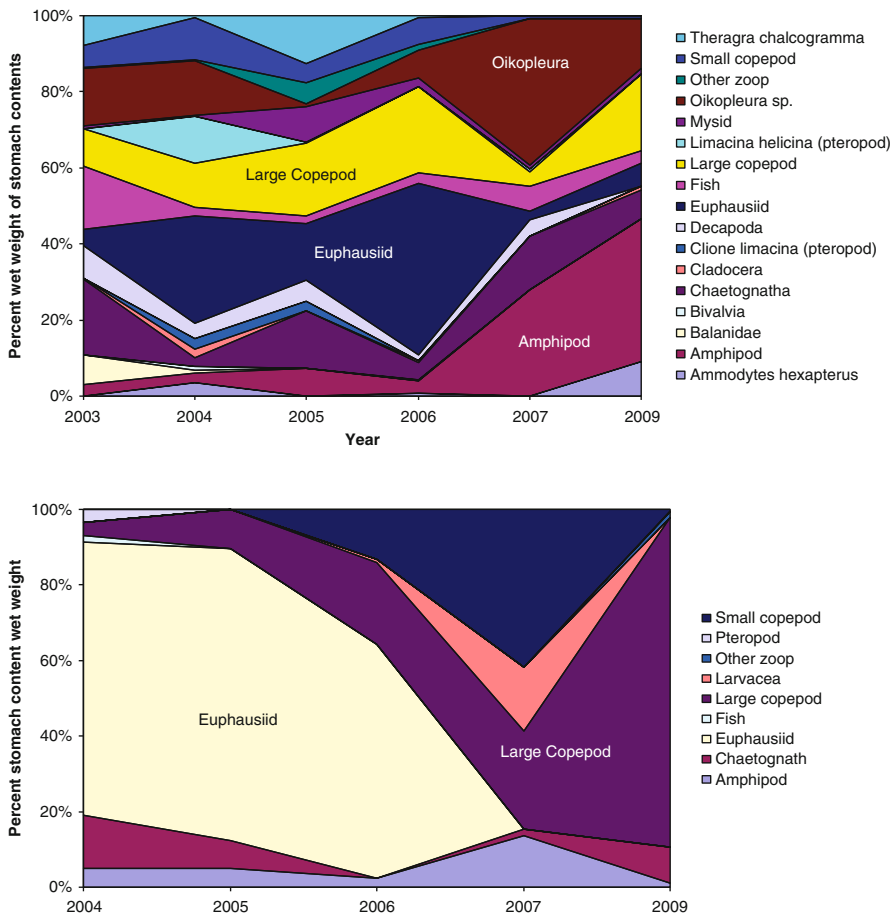 Percent wet weight of stomach contents
100%
80%
60%
40%
20%
0%
Oikopleura
Large Copepod
Euphausiid
Amphipod
2003 2004 2005 2006 2007 2009
Year
Theragra chalcogramma
Small copepod
Other zoop
Oikopleura sp.
Mysid
Limacina helicina (pteropod)
Large copepod
Fish
Euphausiid
Decapoda
Clione limacina (pteropod)
Cladocera
Chaetognatha
Bivalvia
Balanidae
Amphipod
Ammodytes hexapterus
Percent stomach content wet weight
100%
80%
60%
40%
20%
0%
Euphausiid
Large Copepod
2004 2005 2006 2007 2009
Small copepod
Pteropod
Other zoop
Larvacea
Large copepod
Fish
Euphausiid
Chaetognath
Amphipod